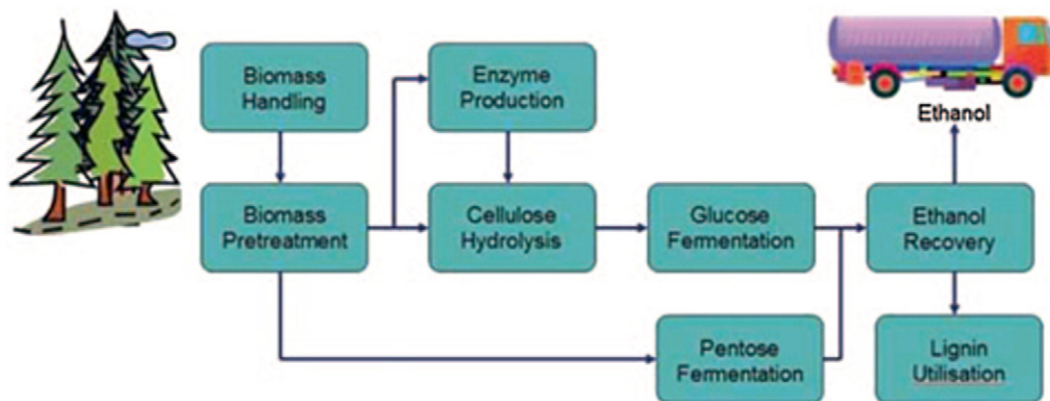 Biomass
Handling
Enzyme
Production
Ethanol
Biomass
Pretreatment
Cellulose
Hydrolysis
Glucose
Fermentation
Ethanol
Recovery
Pentose
Fermentation
Lignin
Utilisation